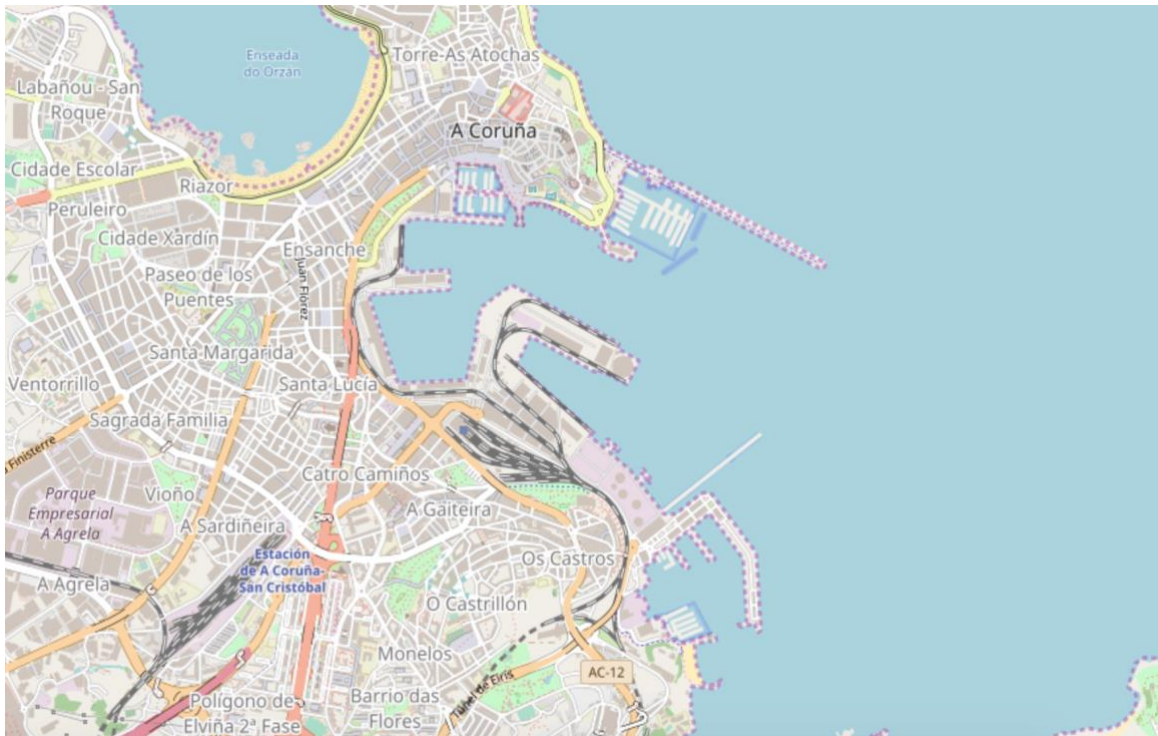 Enseada
do Orzán
Torre-As Atochas
Labañou - San
Roque
A Coruña
Cidade Escolar
Riazor
Peruleiro
Cidade Xardín
Ensanche
Juan Flórez
Paseo de los
Puentes
Santa Margarida
Ventorrillo
Santa Lucía
Sagrada Familia
Finisterre
Catro Camiños
Parque
Empresarial
A Agrela
Vioño
A Gaiteira
A Sardiñeira
Estación
de A Coruña-
San Cristóbal
Os Castros
A Agrela
O Castrillón
Monelos
AC-12
Túnel de Eirís
Polígono de
Elviña 2ª Fase
Barrio das
Flores